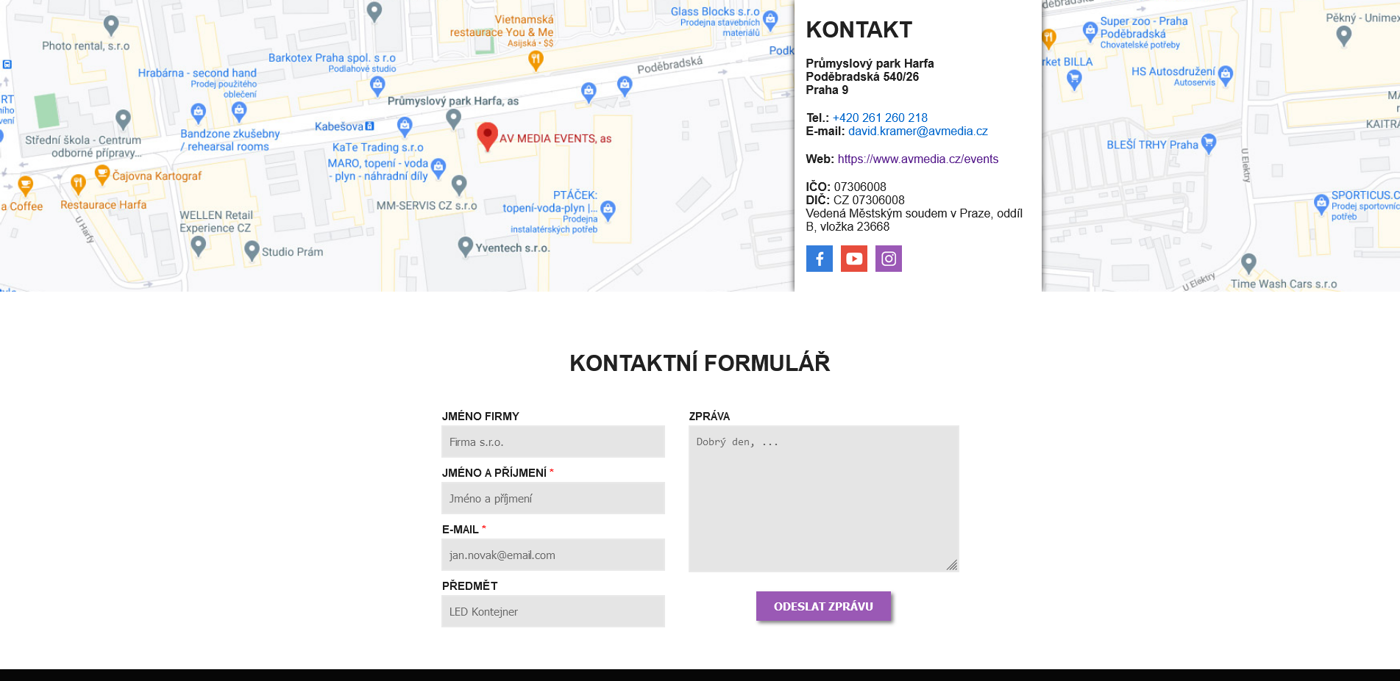 Photo rental, s.r.o
Vietnamská
restaurace You & Me
Asijská • $$
Glass Blocks s.r.o
Prodejna stavebních
materiálů
Barkotex Praha spol. s r.o
Podlahové studio
Poděbradská
Hrabárna - second hand
Prodej použitého
oblečení
Průmyslový park Harfa, as
Bandzone zkušebny
/ rehearsal rooms
Kabešova
AV MEDIA EVENTS, as
Střední škola - Centrum
odborné přípravy...
KaTe Trading s.r.o
MARO, topení - voda
- plyn - náhradní díly
Čajovna Kartograf
a Coffee
Restaurace Harfa
MM-SERVIS CZ s.r.o
PTÁČEK:
topení-voda-plyn |...
Prodejna
instalatérských potřeb
WELLEN Retail
Experience CZ
U Harfy
Studio Prám
Yventech s.r.o.
KONTAKT
Průmyslový park Harfa
Poděbradská 540/26
Praha 9
Tel.: +420 261 260 218
E-mail: david.kramer@avmedia.cz
Web: https://www.avmedia.cz/events
IČO: 07306008
DIČ: CZ 07306008
Vedená Městským soudem v Praze, oddíl
B, vložka 23668
Super zoo - Praha
Poděbradská
Chovatelské potřeby
rket BILLA
Pěkný - Unimex
HS Autosdružení
Autoservis
KAITRA
BLEŠÍ TRHY Praha
U Elektry
SPORTICUS.C
Prodej sportovníc
potřeb
U Elektry
Time Wash Cars s.r.o
KONTAKTNÍ FORMULÁŘ
JMÉNO FIRMY
Firma s.r.o.
JMÉNO A PŘÍJMENÍ *
Jméno a příjmení
E-MAIL *
jan.novak@email.com
PŘEDMĚT
LED Kontejner
ZPRÁVA
Dobrý den, ...
ODESLAT ZPRÁVU